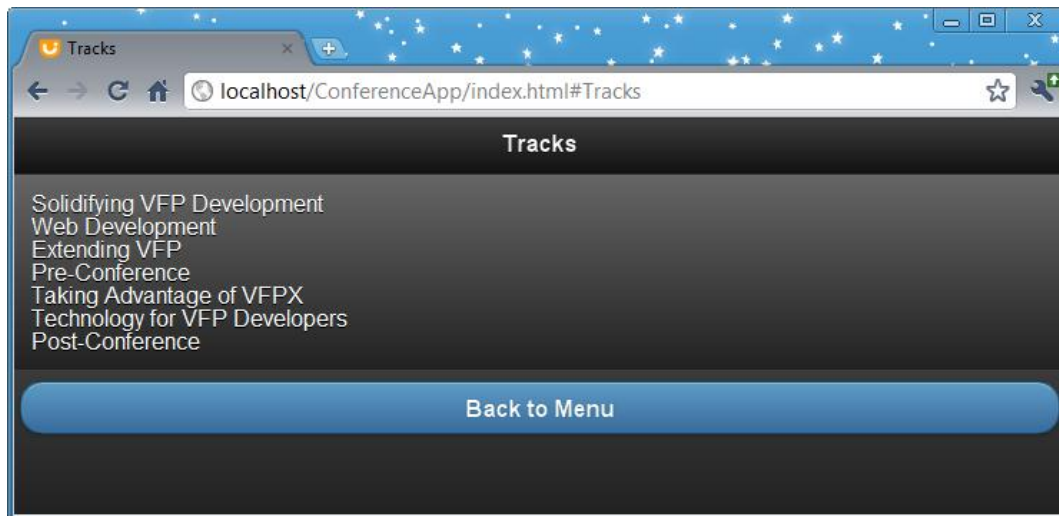 Tracks
localhost/ConferenceApp/index.html#Tracks
Tracks
Solidifying VFP Development
Web Development
Extending VFP
Pre-Conference
Taking Advantage of VFPX
Technology for VFP Developers
Post-Conference
Back to Menu